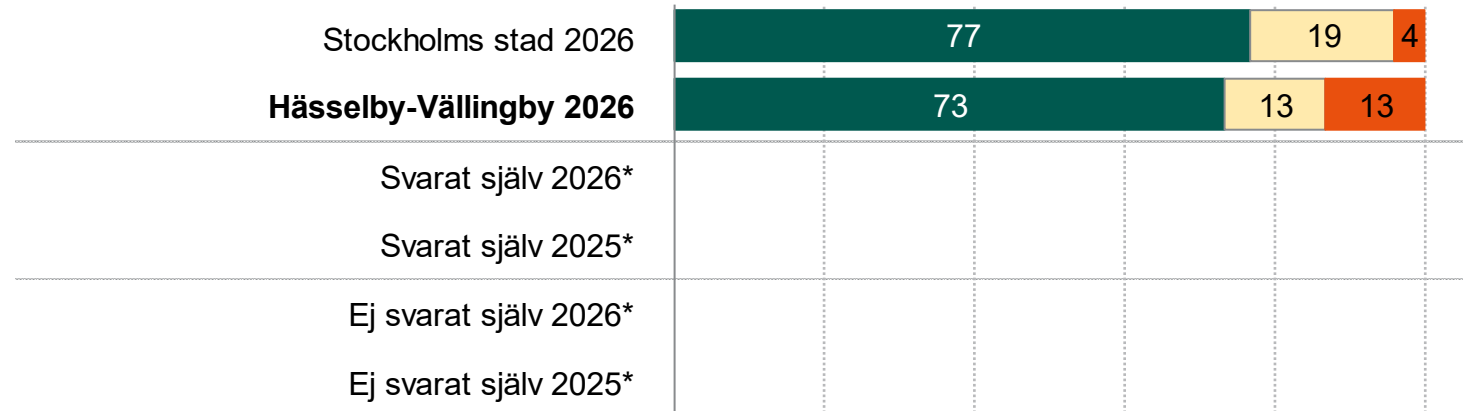 Stockholms stad 2026 77 19 4
Hässelby-Vällingby 2026 73 13 13
Svarat själv 2026*
Svarat själv 2025*
Ej svarat själv 2026*
Ej svarat själv 2025*